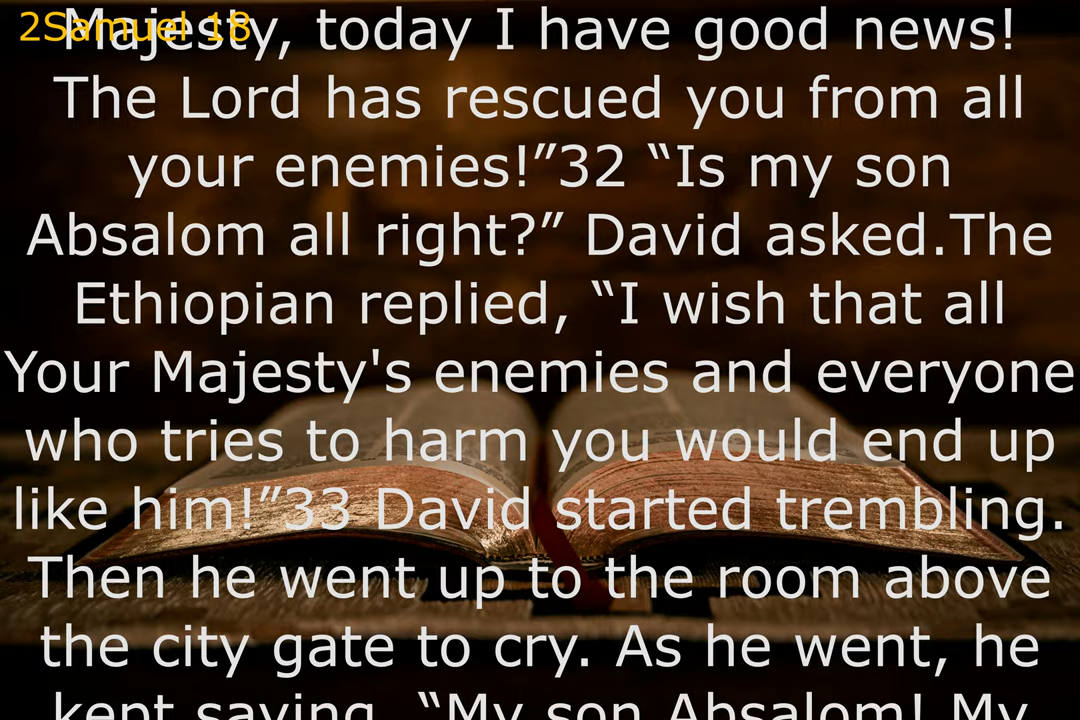 2Samuel 18
Majesty, today I have good news!
The Lord has rescued you from all
your enemies!”32 “Is my son
Absalom all right?” David asked.The
Ethiopian replied, “I wish that all
Your Majesty's enemies and everyone
who tries to harm you would end up
like him!”33 David started trembling.
Then he went up to the room above
the city gate to cry. As he went, he
kept saying, “My son Absalom! My